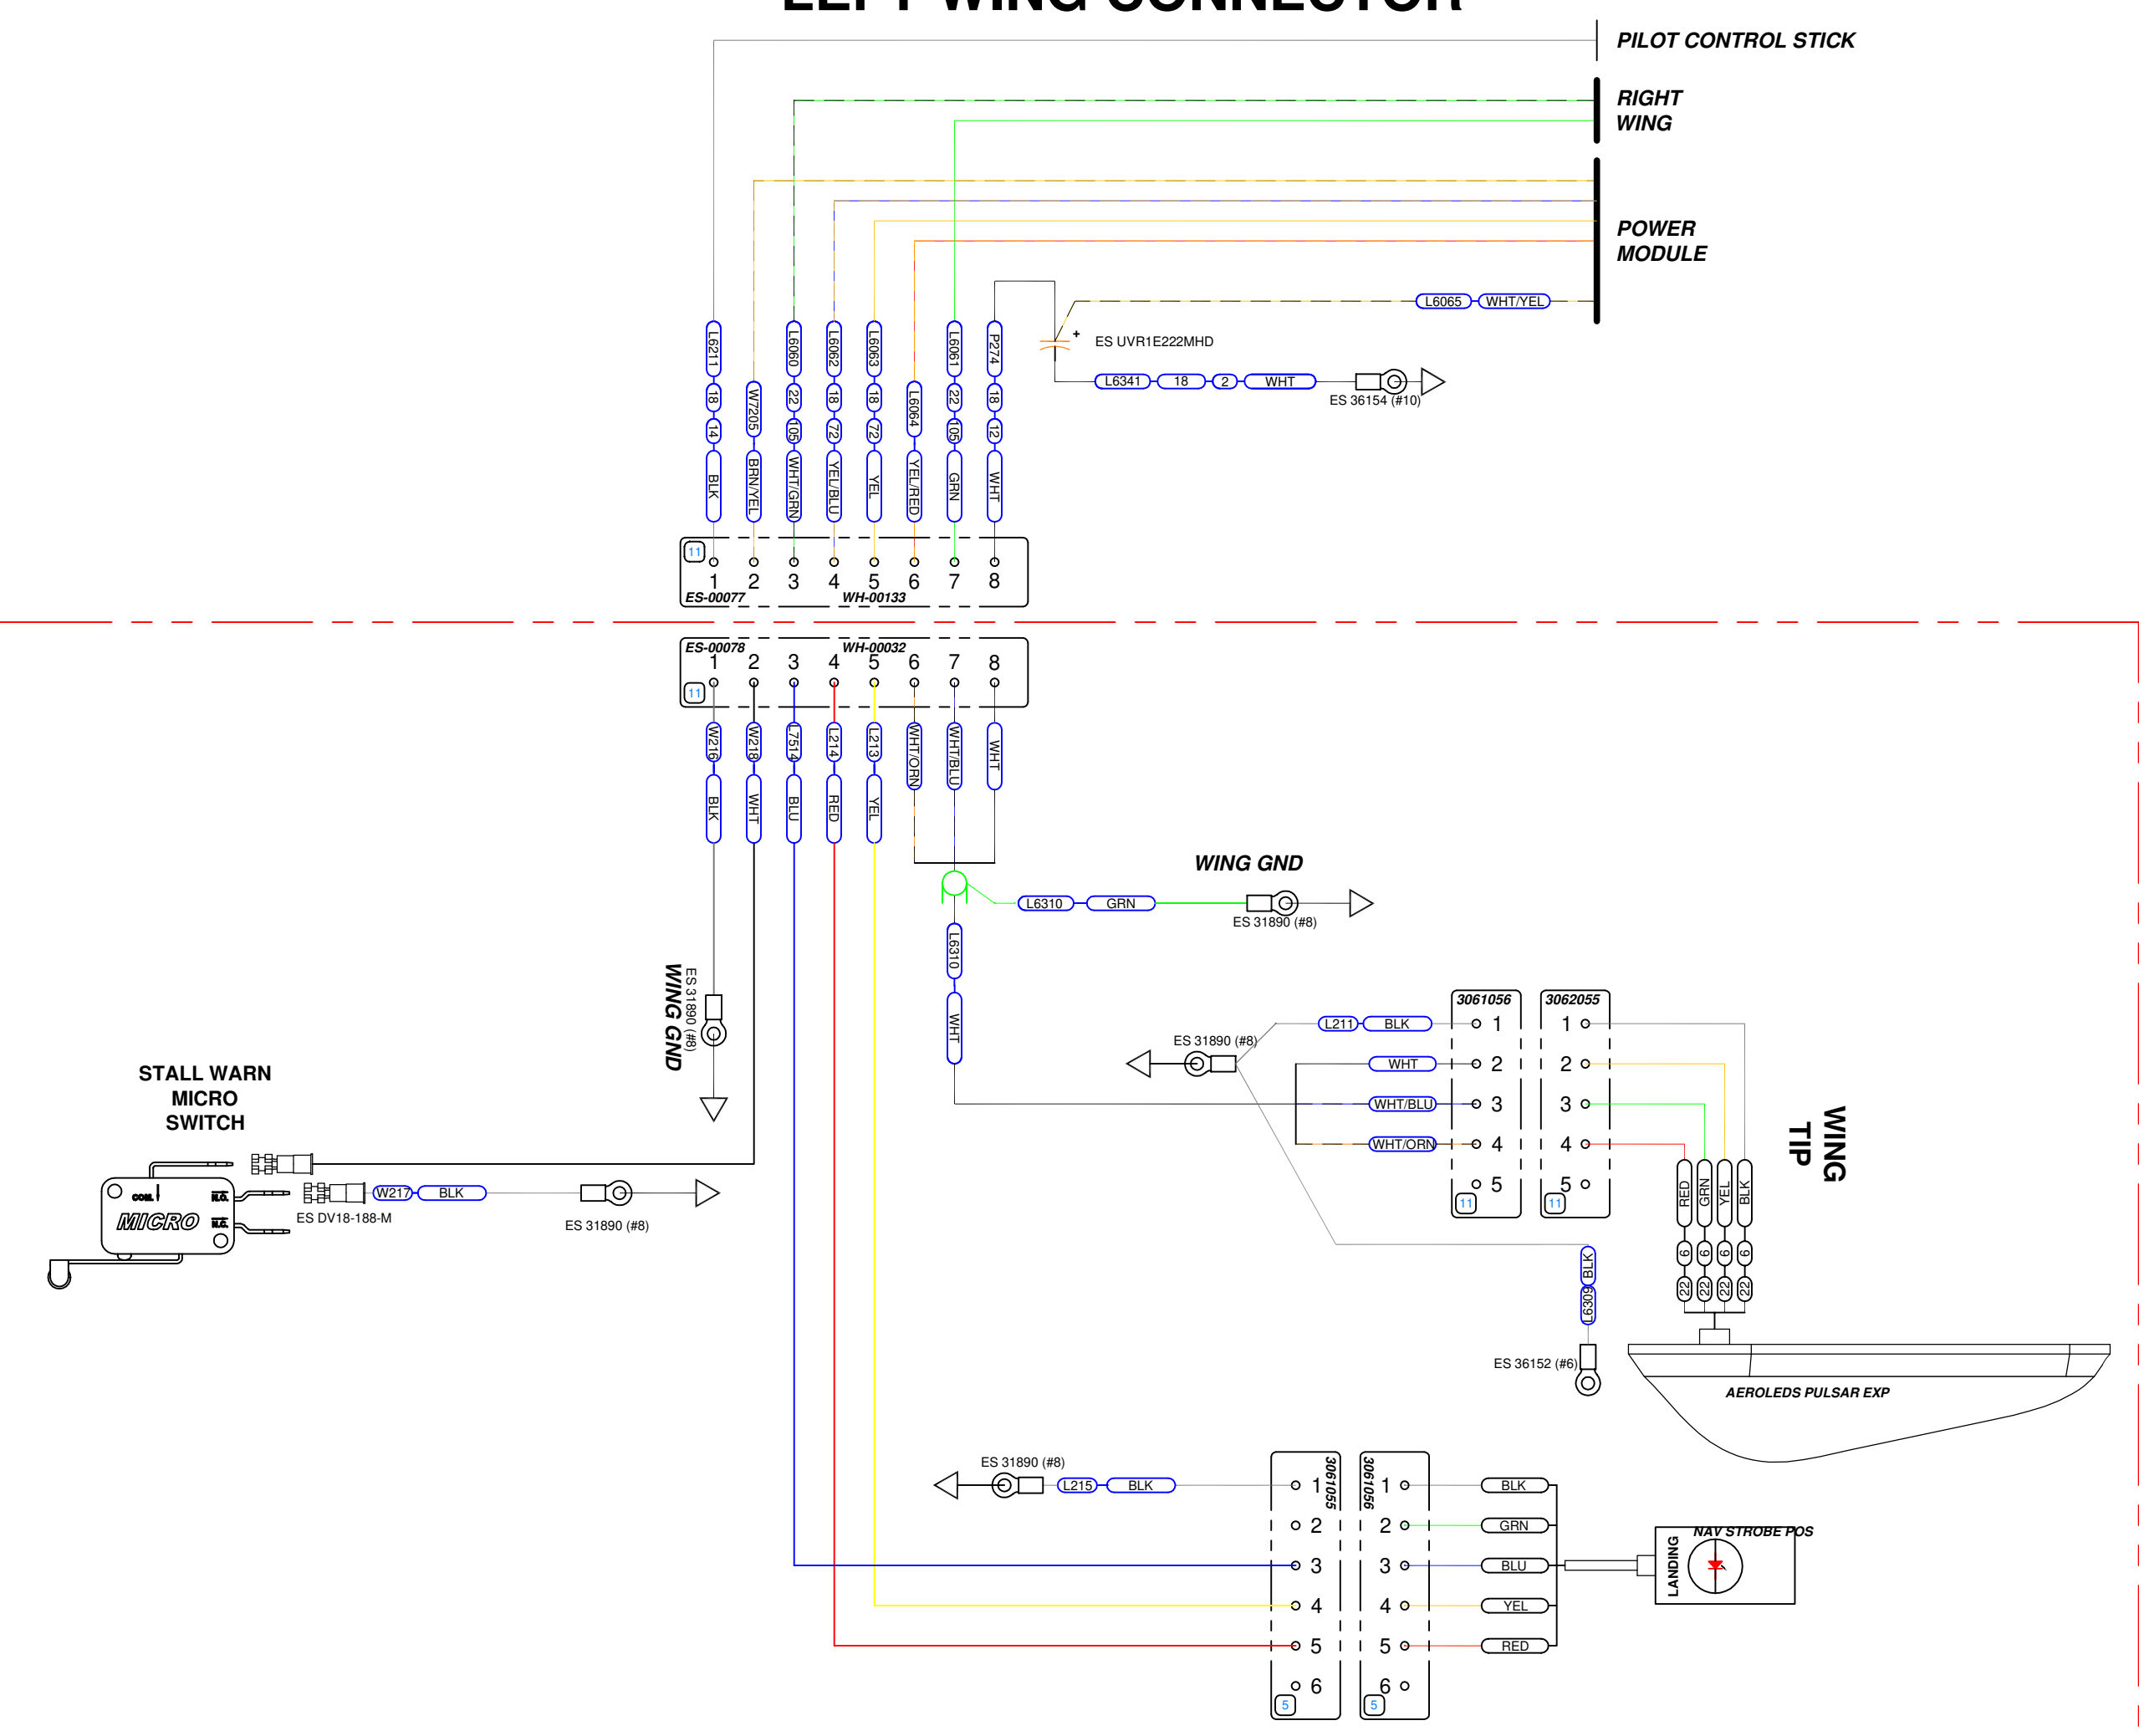 LEFT WING CONNECTOR
PILOT CONTROL STICK
RIGHT
WING
POWER
MODULE
L6065 WHT/YEL
ES UVR1E222MHD
+
L6341 18 2 WHT
ES 36154 (#10)
L6211 18 14 BLK
W7205 BRN/YEL
L6060 22 105 WHT/GRN
L6062 18 72 YEL/BLU
L6063 18 72 YEL
L6064 YEL/RED
L6061 22 105 GRN
P274 18 12 WHT
11
1 2 3 4 5 6 7 8
ES-00077 WH-00133
ES-00078 WH-00032
1 2 3 4 5 6 7 8
11
W216 BLK
W218 WHT
L7514 BLU
L214 RED
L213 YEL
WHT/ORN
WHT/BLU
WHT
WING GND
L6310 GRN
ES 31890 (#8)
L6310 WHT
WING GND
ES 31890 (#8)
STALL WARN
MICRO
SWITCH
COM.
N.O.
N.C.
MICRO
ES DV18-188-M
W217 BLK
ES 31890 (#8)
ES 31890 (#8)
L211 BLK
WHT
WHT/BLU
WHT/ORN
3061056
1
2
3
4
5
11
3062055
1
2
3
4
5
11
WING
TIP
RED 6 22
GRN 6 22
YEL 6 22
BLK 6 22
BLK L6309
ES 36152 (#6)
AEROLEDS PULSAR EXP
ES 31890 (#8)
L215 BLK
3061055
1
2
3
4
5
6
5
3061056
1
2
3
4
5
6
5
BLK
GRN
BLU
YEL
RED
NAV STROBE POS
LANDING